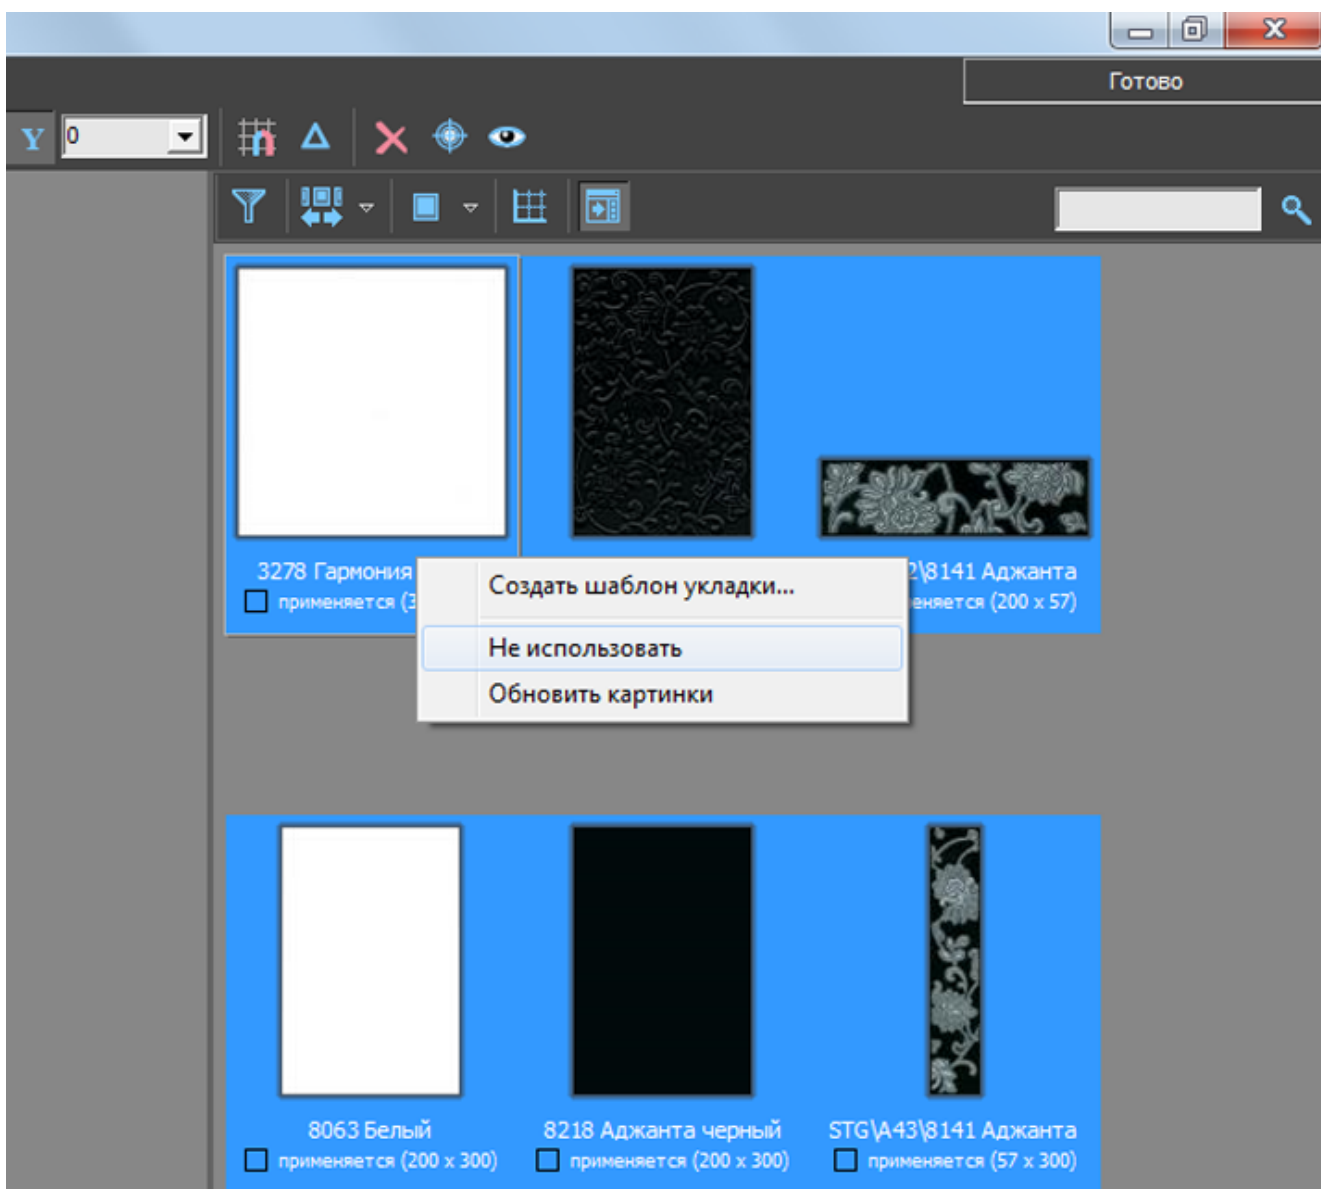 Готово
Y 0
3278 Гармония
применяется (3
2\8141 Аджанта
еняется (200 x 57)
Создать шаблон укладки...
Не использовать
Обновить картинки
8063 Белый
применяется (200 x 300)
8218 Аджанта черный
применяется (200 x 300)
STG\A43\8141 Аджанта
применяется (57 x 300)